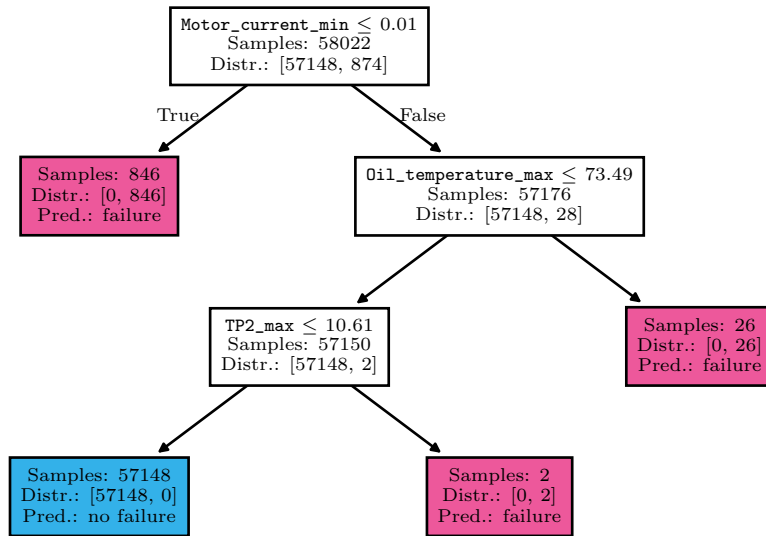 Motor_current_min ≤ 0.01
Samples: 58022
Distr.: [57148, 874]
True
False
Samples: 846
Distr.: [0, 846]
Pred.: failure
Oil_temperature_max ≤ 73.49
Samples: 57176
Distr.: [57148, 28]
TP2_max ≤ 10.61
Samples: 57150
Distr.: [57148, 2]
Samples: 26
Distr.: [0, 26]
Pred.: failure
Samples: 57148
Distr.: [57148, 0]
Pred.: no failure
Samples: 2
Distr.: [0, 2]
Pred.: failure